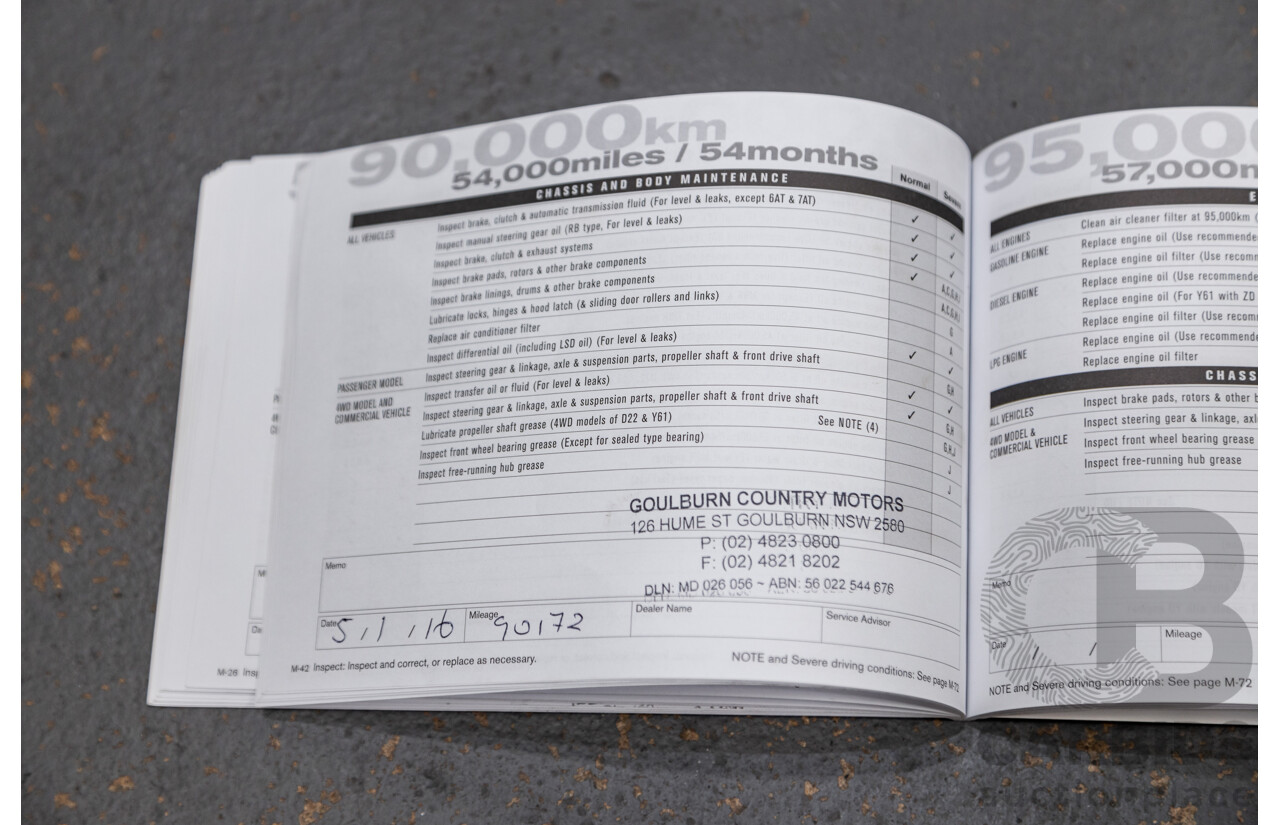 90,000km
54,000miles / 54months
CHASSIS AND BODY MAINTENANCE
Normal
ALL VEHICLES
Inspect brake, clutch & automatic transmission fluid (For level & leaks, except 6AT & 7AT)
✓ ✓
Inspect manual steering gear oil (RB type, For level & leaks)
✓ ✓
Inspect brake, clutch & exhaust systems
✓ ✓
Inspect brake pads, rotors & other brake components
✓
Inspect brake linings, drums & other brake components
Lubricate locks, hinges & hood latch (& sliding door rollers and links)
G
Replace air conditioner filter
A
Inspect differential oil (including LSD oil) (For level & leaks)
✓ ✓
PASSENGER MODEL
Inspect steering gear & linkage, axle & suspension parts, propeller shaft & front drive shaft
G,H
4WD MODEL AND
COMMERCIAL VEHICLE
Inspect transfer oil or fluid (For level & leaks)
✓ ✓
Inspect steering gear & linkage, axle & suspension parts, propeller shaft & front drive shaft
✓ G,H
Lubricate propeller shaft grease (4WD models of D22 & Y61) See NOTE (4)
G,H,J
Inspect front wheel bearing grease (Except for sealed type bearing)
J
Inspect free-running hub grease
J
GOULBURN COUNTRY MOTORS
126 HUME ST GOULBURN NSW 2580
P: (02) 4823 0800
F: (02) 4821 8202
DLN: MD 026 056 ~ ABN: 56 022 544 676
Memo
Date 5/1/16 Mileage 90172 Dealer Name Service Advisor
M-42 Inspect: Inspect and correct, or replace as necessary.
NOTE and Severe driving conditions: See page M-72
M-26
95,00
57,000m
E
ALL ENGINES
Clean air cleaner filter at 95,000km (
GASOLINE ENGINE
Replace engine oil (Use recommende
Replace engine oil filter (Use recomm
DIESEL ENGINE
Replace engine oil (Use recommende
Replace engine oil (For Y61 with ZD
Replace engine oil filter (Use recom
LPG ENGINE
Replace engine oil (Use recommende
Replace engine oil filter
CHASS
ALL VEHICLES
Inspect brake pads, rotors & other b
4WD MODEL &
COMMERCIAL VEHICLE
Inspect steering gear & linkage, axl
Inspect front wheel bearing grease
Inspect free-running hub grease
Memo
Date / / Mileage
NOTE and Severe driving conditions: See page M-72
CB
auctionplace